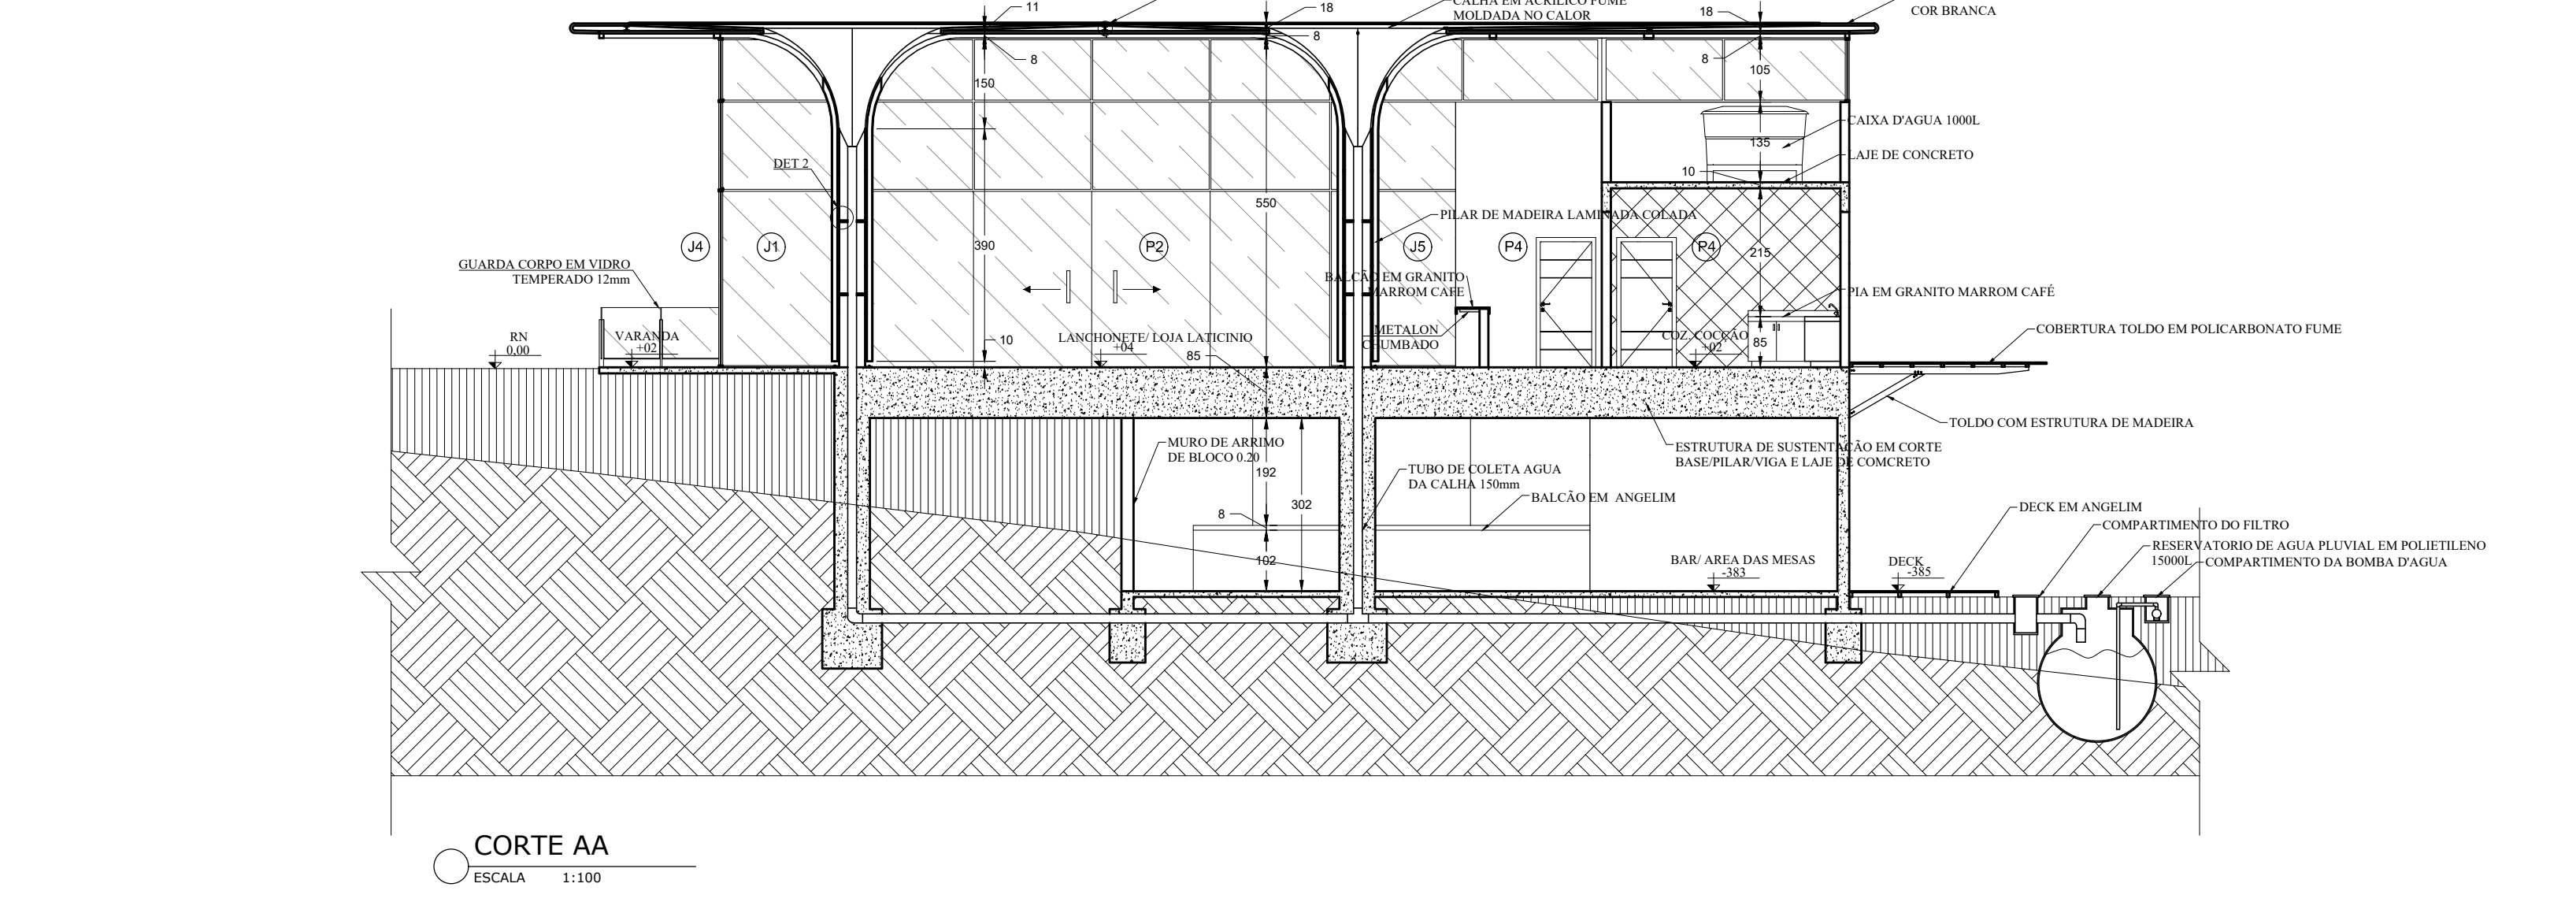 11
18
CALHA EM ACRILICO FUME
MOLDADA NO CALOR
18
COR BRANCA
8
8
8
150
105
CAIXA D'AGUA 1000L
135
LAJE DE CONCRETO
DET 2
10
550
PILAR DE MADEIRA LAMINADA COLADA
J4
J1
390
P2
J5
P4
P4
215
GUARDA CORPO EM VIDRO
TEMPERADO 12mm
BALCÃO EM GRANITO
MARROM CAFE
PIA EM GRANITO MARROM CAFÉ
RN
0,00
VARANDA
+02
10
LANCHONETE/ LOJA LATICINIO
+04
85
METALON
CHUMBADO
COZ. COCÇÃO
+02
85
COBERTURA TOLDO EM POLICARBONATO FUME
TOLDO COM ESTRUTURA DE MADEIRA
MURO DE ARRIMO
DE BLOCO 0.20
192
ESTRUTURA DE SUSTENTAÇÃO EM CORTE
BASE/PILAR/VIGA E LAJE DE COMCRETO
TUBO DE COLETA AGUA
DA CALHA 150mm
BALCÃO EM ANGELIM
302
8
102
DECK EM ANGELIM
COMPARTIMENTO DO FILTRO
RESERVATORIO DE AGUA PLUVIAL EM POLIETILENO
15000L
COMPARTIMENTO DA BOMBA D'AGUA
BAR/ AREA DAS MESAS
-383
DECK
-385
CORTE AA
ESCALA 1:100